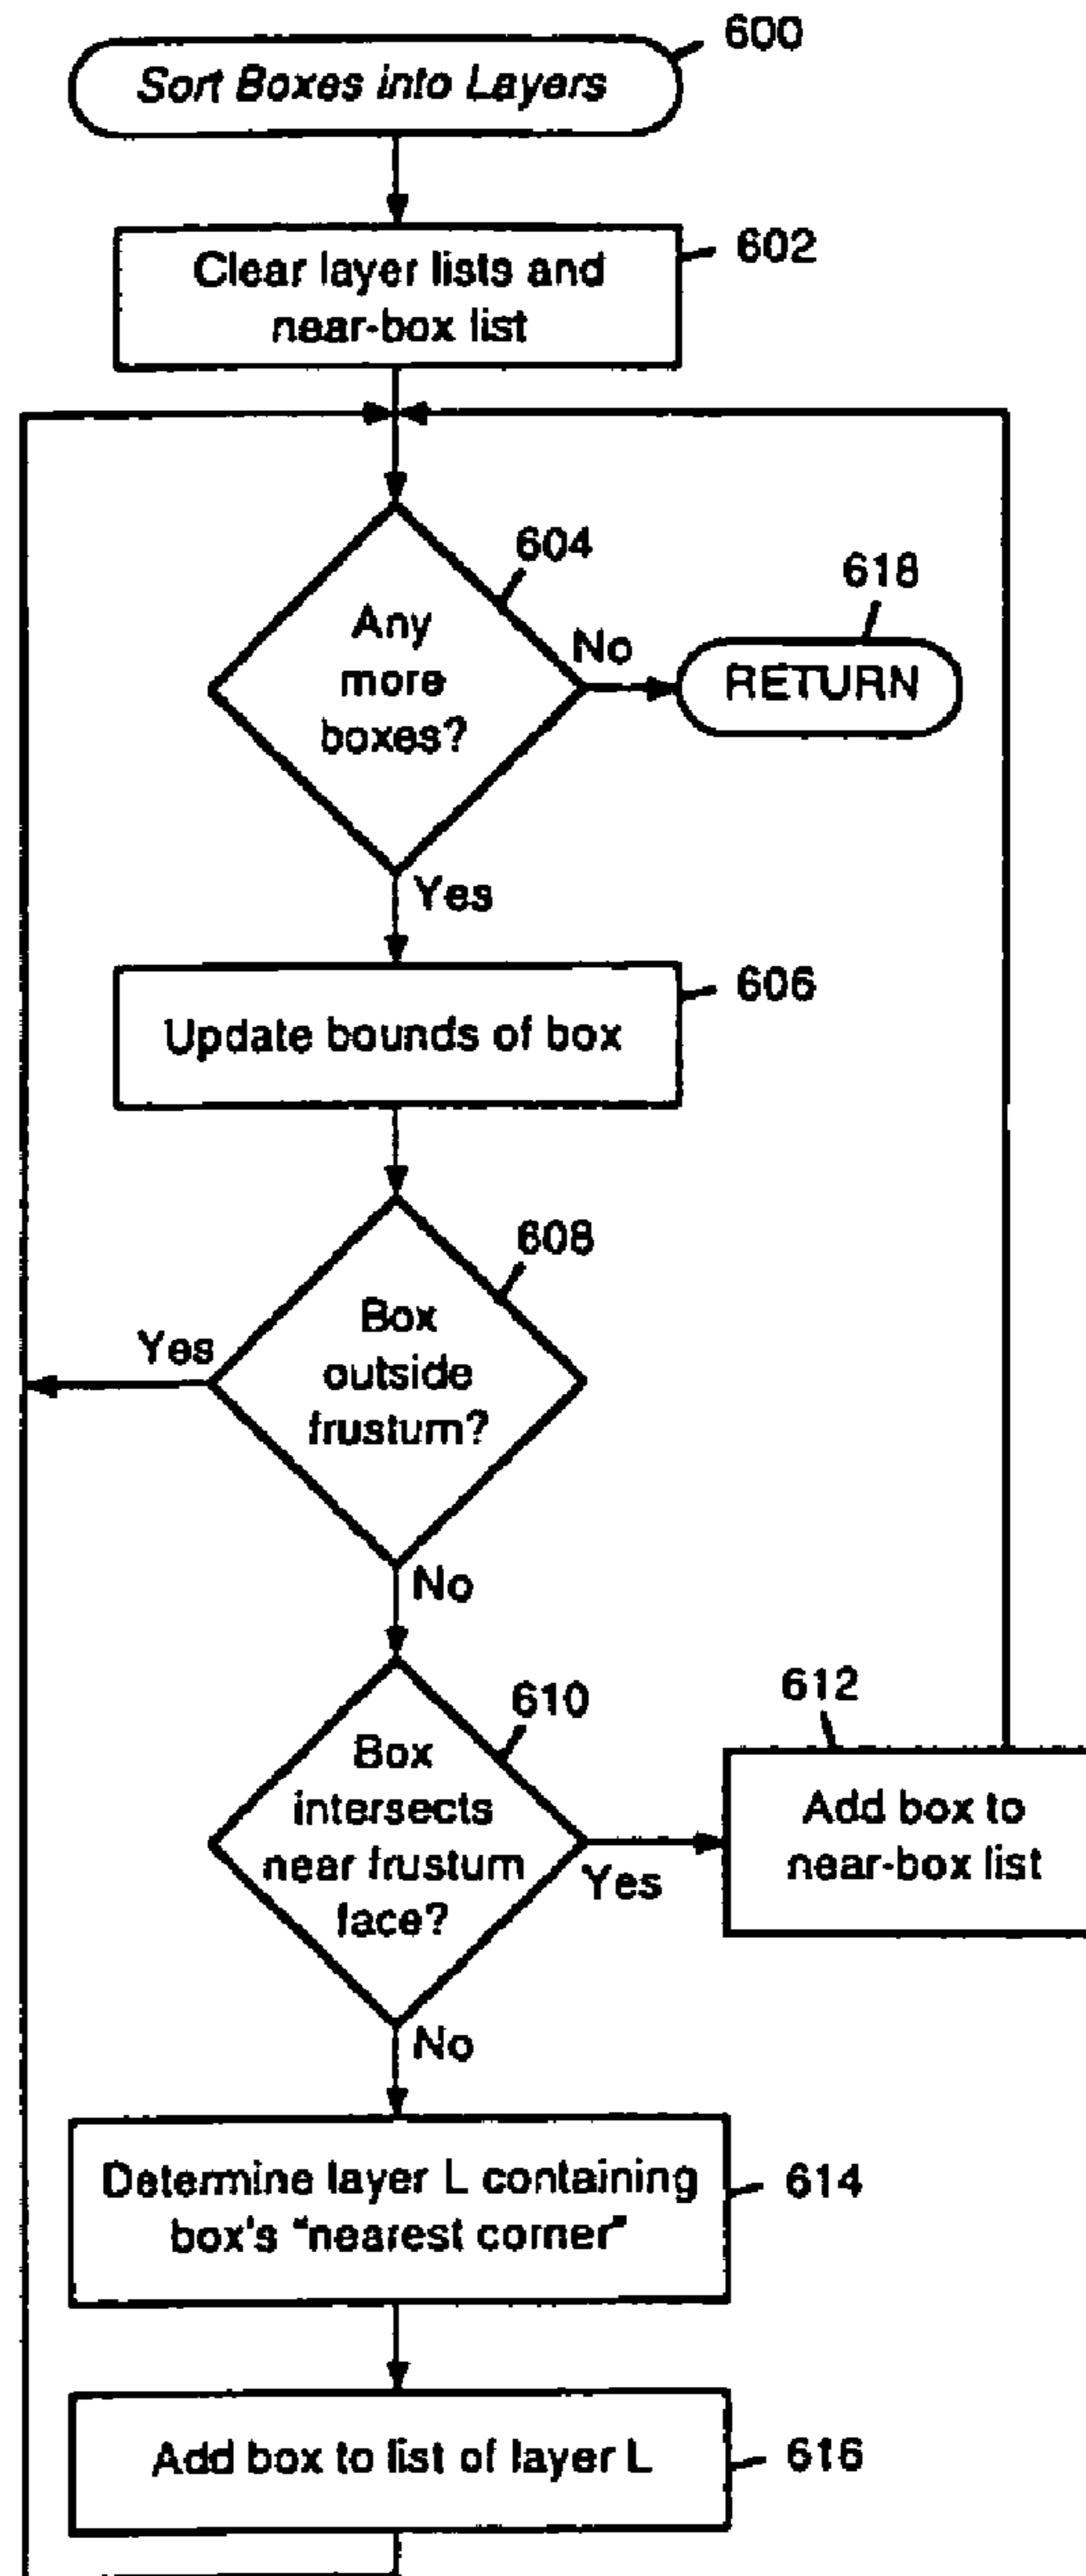 600
Sort Boxes into Layers
602
Clear layer lists and
near-box list
604
Any
more
boxes?
No
618
RETURN
Yes
606
Update bounds of box
608
Box
outside
frustum?
Yes
No
610
Box
intersects
near frustum
face?
Yes
612
Add box to
near-box list
No
Determine layer L containing
box's "nearest corner"
614
Add box to list of layer L
616